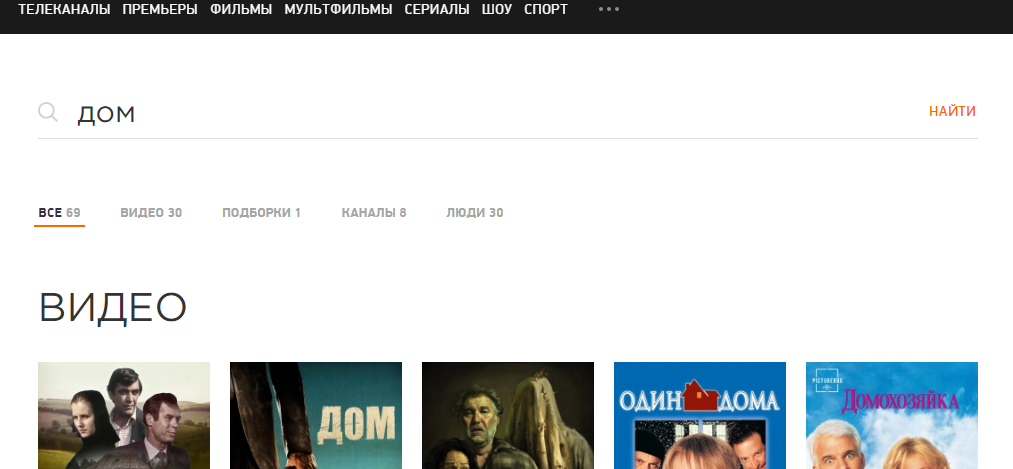 ТЕЛЕКАНАЛЫ ПРЕМЬЕРЫ ФИЛЬМЫ МУЛЬТФИЛЬМЫ СЕРИАЛЫ ШОУ СПОРТ
дом НАЙТИ
ВСЕ 69 ВИДЕО 30 ПОДБОРКИ 1 КАНАЛЫ 8 ЛЮДИ 30
ВИДЕО
ДОМ ОДИН ДОМА PICTUREBOX Домохозяйка